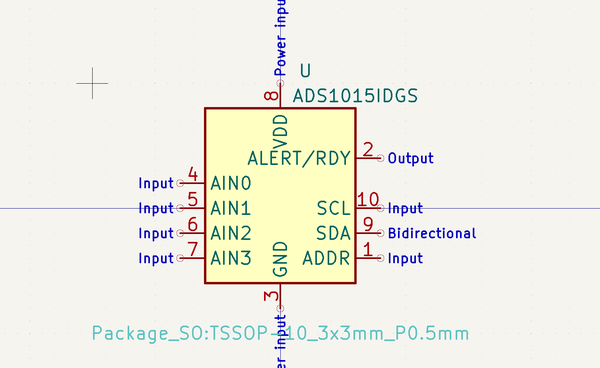 Power input
U
ADS1015IDGS
8
VDD
ALERT/RDY 2 Output
Input 4 AIN0
Input 5 AIN1 SCL 10 Input
Input 6 AIN2 SDA 9 Bidirectional
Input 7 AIN3 ADDR 1 Input
GND
3
Package_SO:TSSOP-10_3x3mm_P0.5mm
input